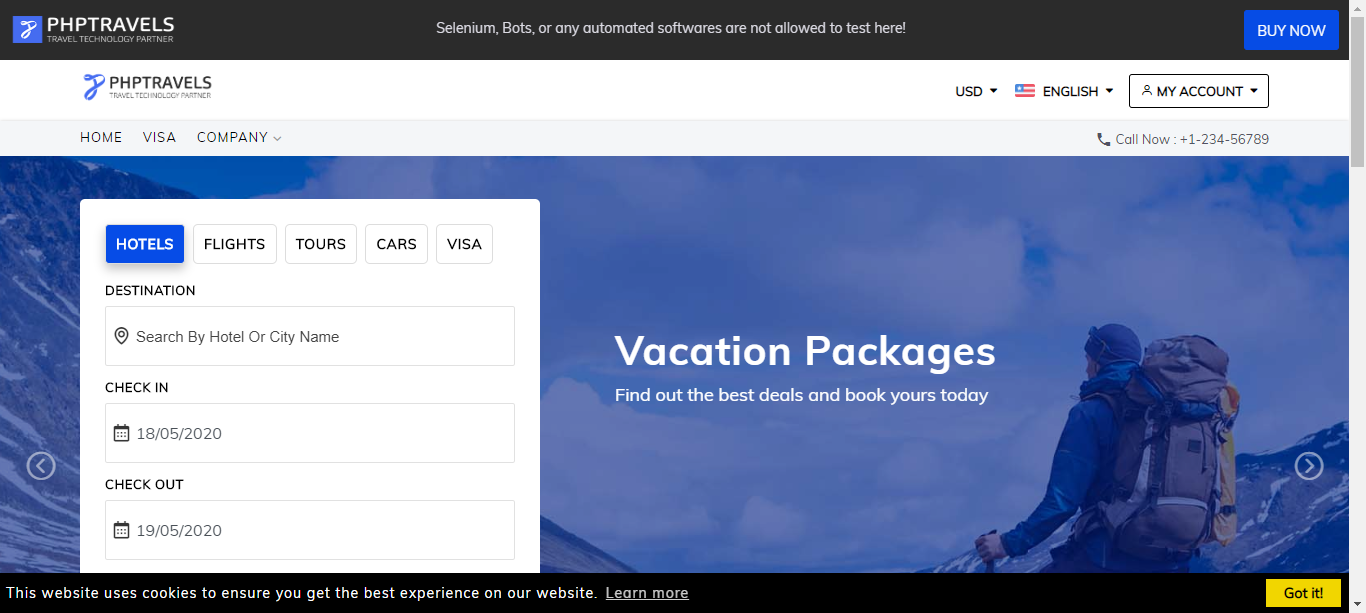 PHPTRAVELS
TRAVEL TECHNOLOGY PARTNER
Selenium, Bots, or any automated softwares are not allowed to test here!
BUY NOW
PHPTRAVELS
TRAVEL TECHNOLOGY PARTNER
USD
ENGLISH
MY ACCOUNT
HOME VISA COMPANY
Call Now : +1-234-56789
HOTELS FLIGHTS TOURS CARS VISA
DESTINATION
Search By Hotel Or City Name
CHECK IN
18/05/2020
CHECK OUT
19/05/2020
Vacation Packages
Find out the best deals and book yours today
This website uses cookies to ensure you get the best experience on our website. Learn more
Got it!